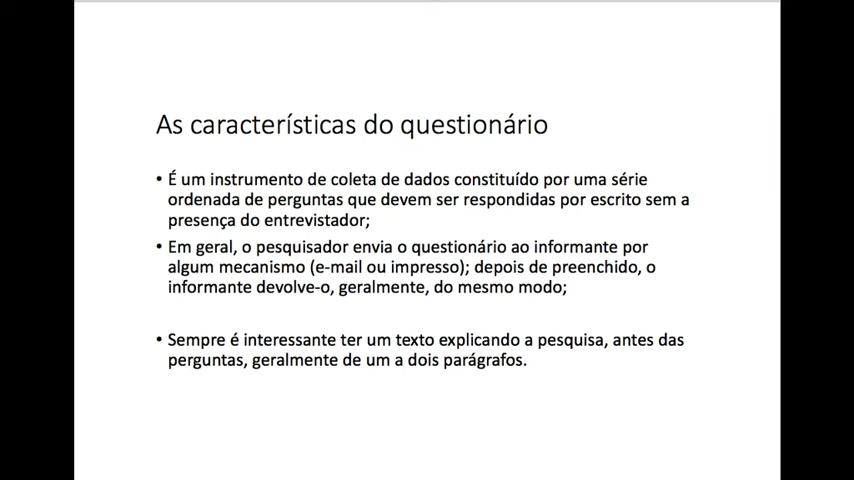 As características do questionário
• É um instrumento de coleta de dados constituído por uma série
ordenada de perguntas que devem ser respondidas por escrito sem a
presença do entrevistador;
• Em geral, o pesquisador envia o questionário ao informante por
algum mecanismo (e-mail ou impresso); depois de preenchido, o
informante devolve-o, geralmente, do mesmo modo;
• Sempre é interessante ter um texto explicando a pesquisa, antes das
perguntas, geralmente de um a dois parágrafos.